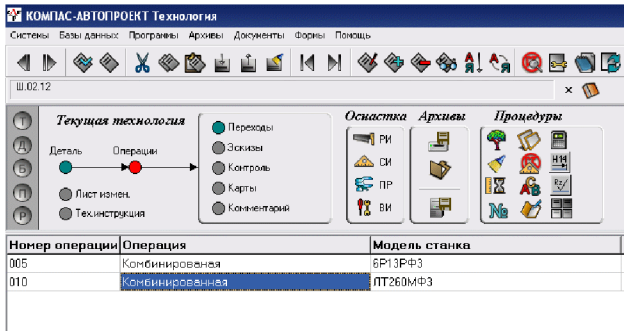 КОМПАС-АВТОПРОЕКТ Технология
Системы Базы данных Программы Архивы Документы Формы Помощь
Ш.02.12
Т Текущая технология Переходы Оснастка Архивы Процедуры
Д Деталь Операции Эскизы РИ
Б Контроль СИ
П Лист измен. Карты ПР
Р Тех.инструкция Комментарий ВИ №
Номер операции Операция Модель станка
005 Комбинированая 6Р13РФ3
010 Комбинированная ЛТ260МФ3